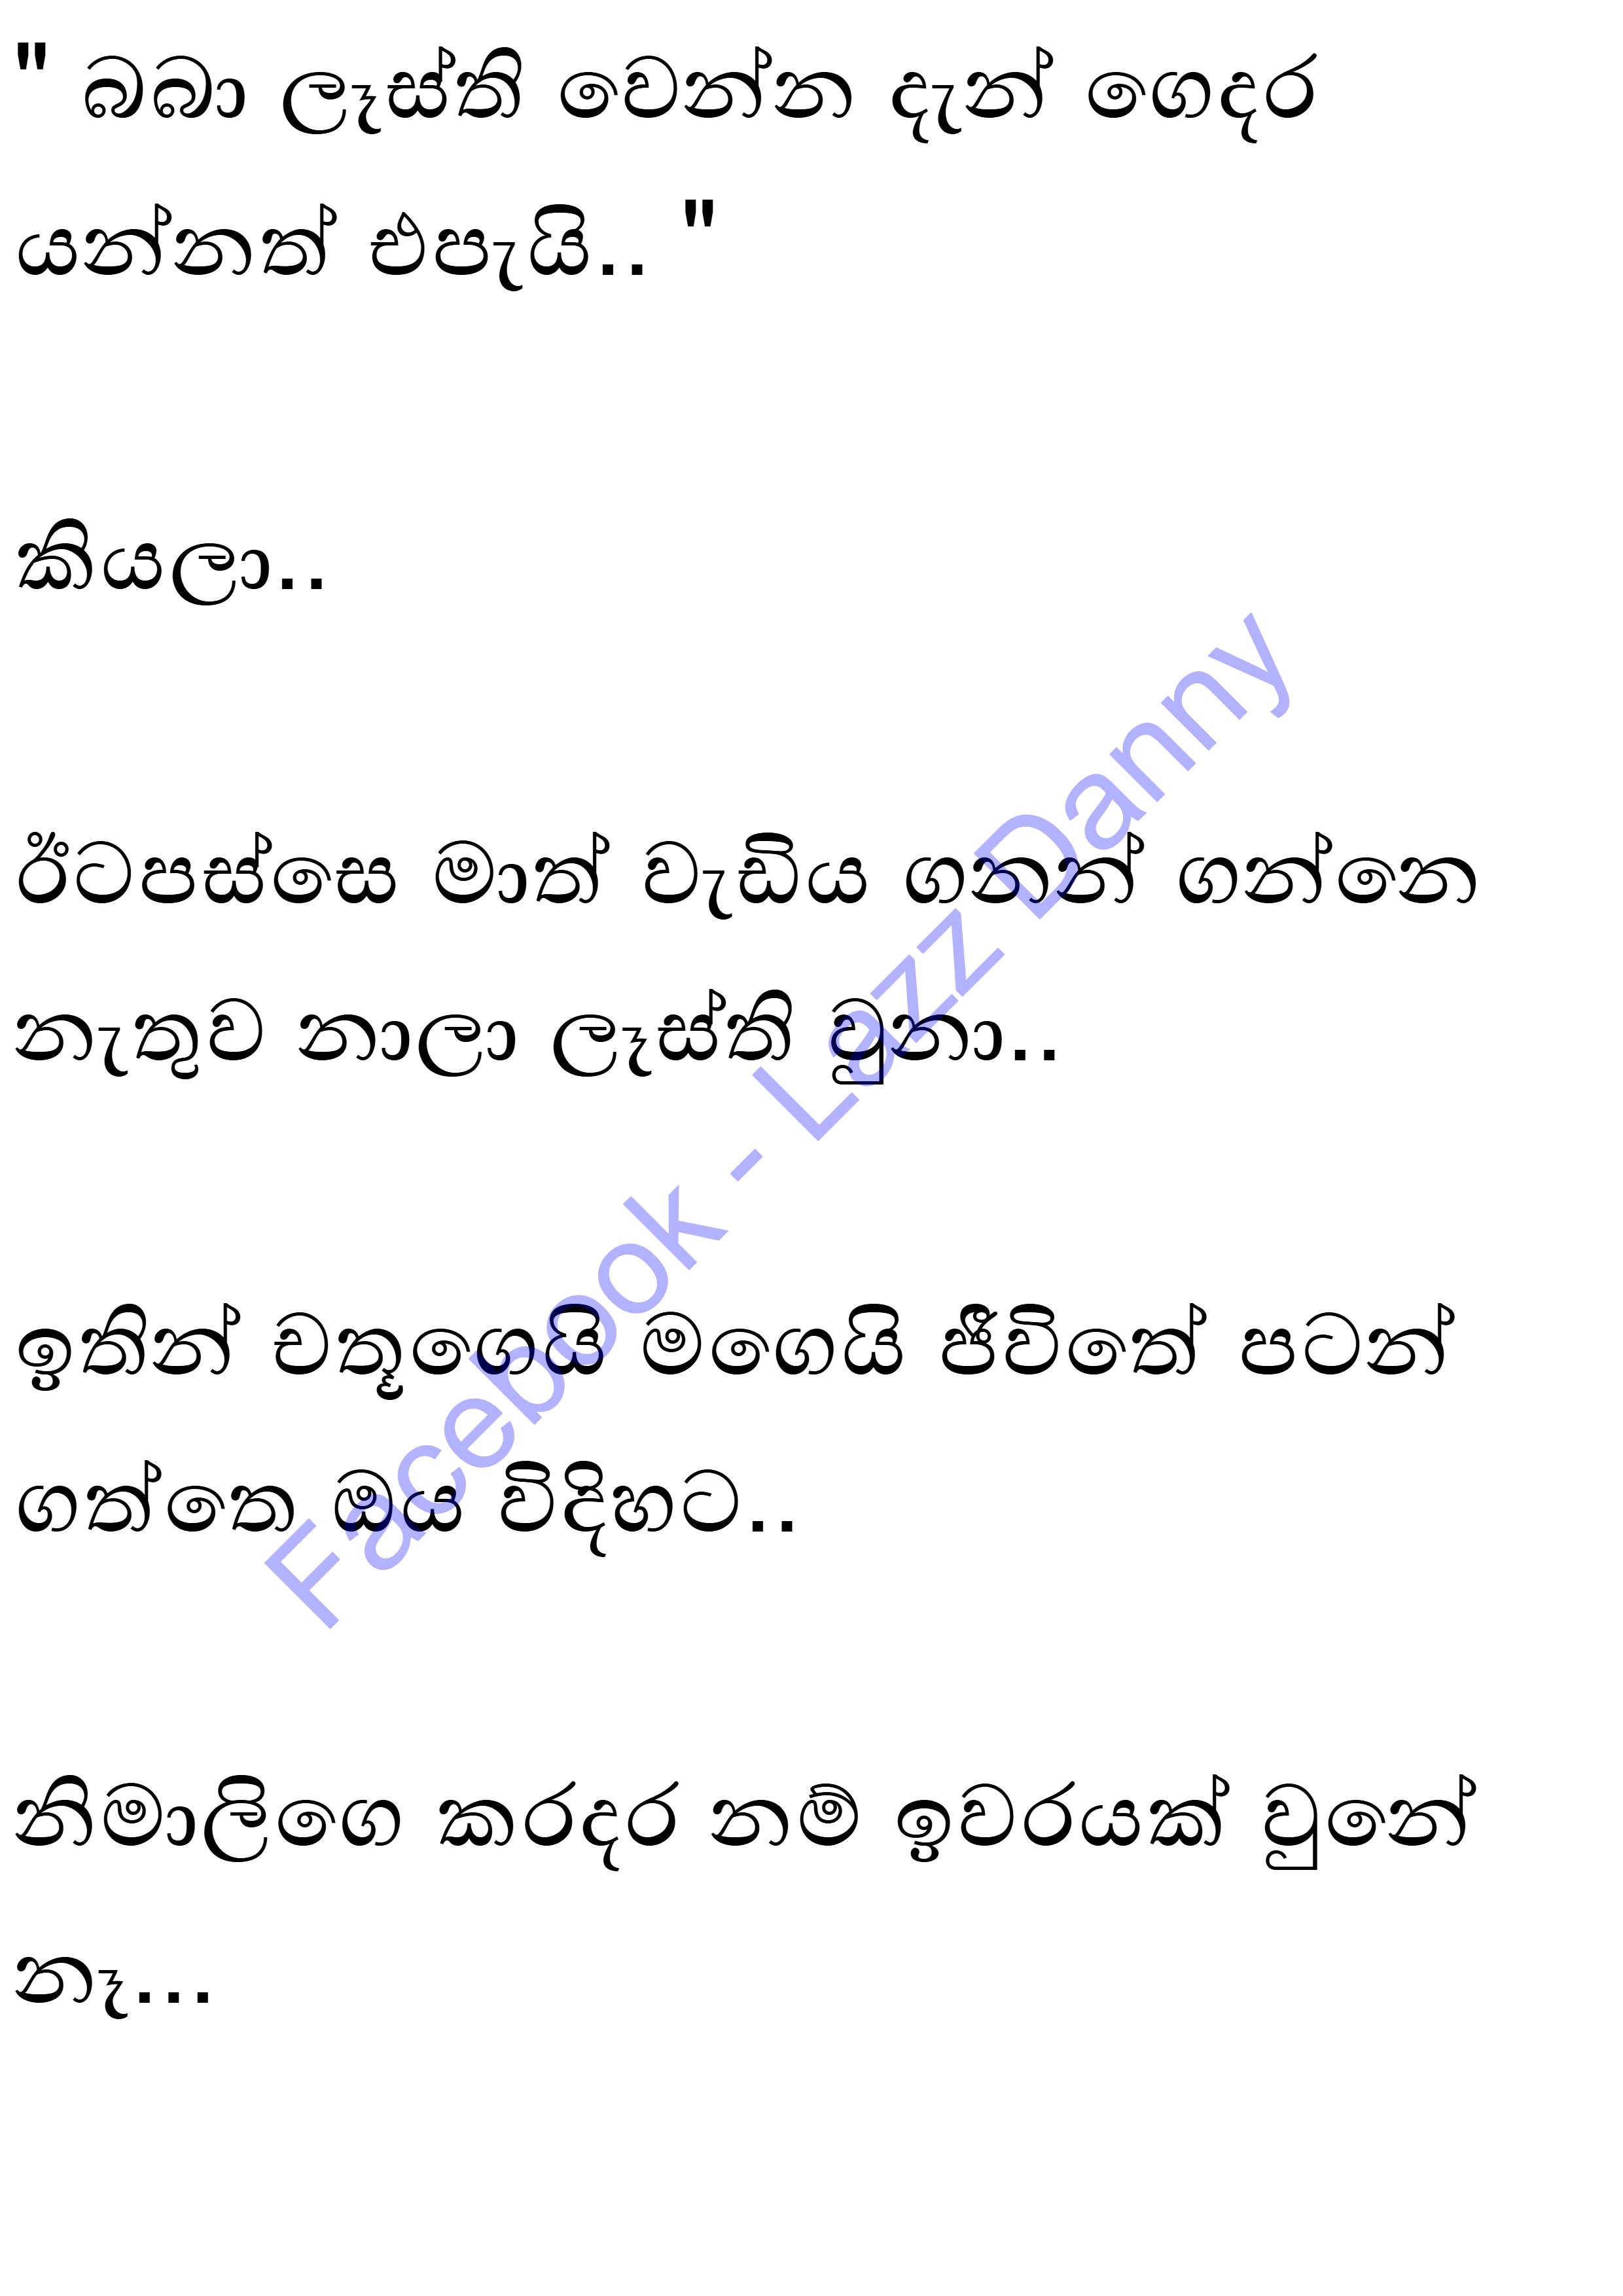 " බබා ලෑස්ති වෙන්න දැන් ගෙදර
යන්නත් එපැයි.. "
කියලා..
ඊටපස්සෙ මාත් වැඩිය ගනන් ගන්නෙ
නැතුව නාලා ලෑස්ති වුනා..
ඉතින් චතූගෙයි මගෙයි ජීවිතේ පටන්
ගත්තෙ ඔය විදිහට..
නිමාලිගෙ කරදර නම් ඉවරයක් වුනේ
නෑ...
Facebook - Lazz Danny